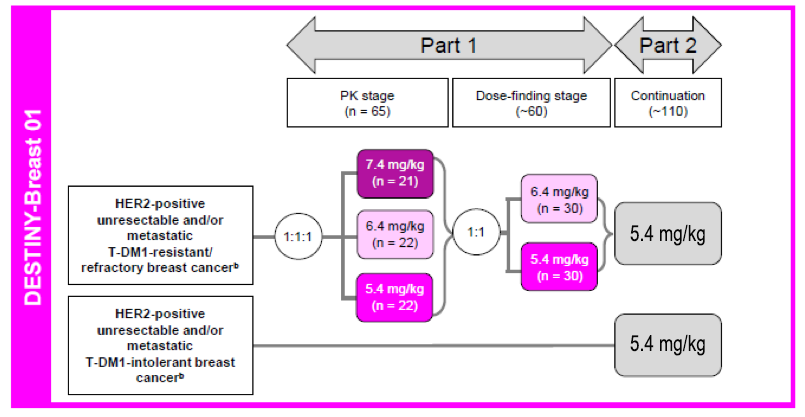 DESTINY-Breast 01
Part 1
Part 2
PK stage
(n = 65)
Dose-finding stage
(~60)
Continuation
(~110)
HER2-positive
unresectable and/or
metastatic
T-DM1-resistant/
refractory breast cancerᵇ
1:1:1
7.4 mg/kg
(n = 21)
6.4 mg/kg
(n = 22)
5.4 mg/kg
(n = 22)
1:1
6.4 mg/kg
(n = 30)
5.4 mg/kg
(n = 30)
5.4 mg/kg
HER2-positive
unresectable and/or
metastatic
T-DM1-intolerant breast
cancerᵇ
5.4 mg/kg